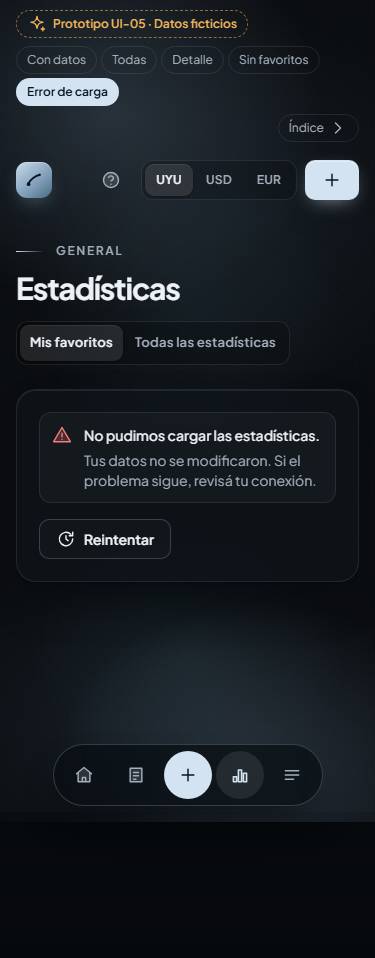 Prototipo UI-05 · Datos ficticios
Con datos
Todas
Detalle
Sin favoritos
Error de carga
Índice
UYU
USD
EUR
GENERAL
Estadísticas
Mis favoritos
Todas las estadísticas
No pudimos cargar las estadísticas.
Tus datos no se modificaron. Si el
problema sigue, revisá tu conexión.
Reintentar